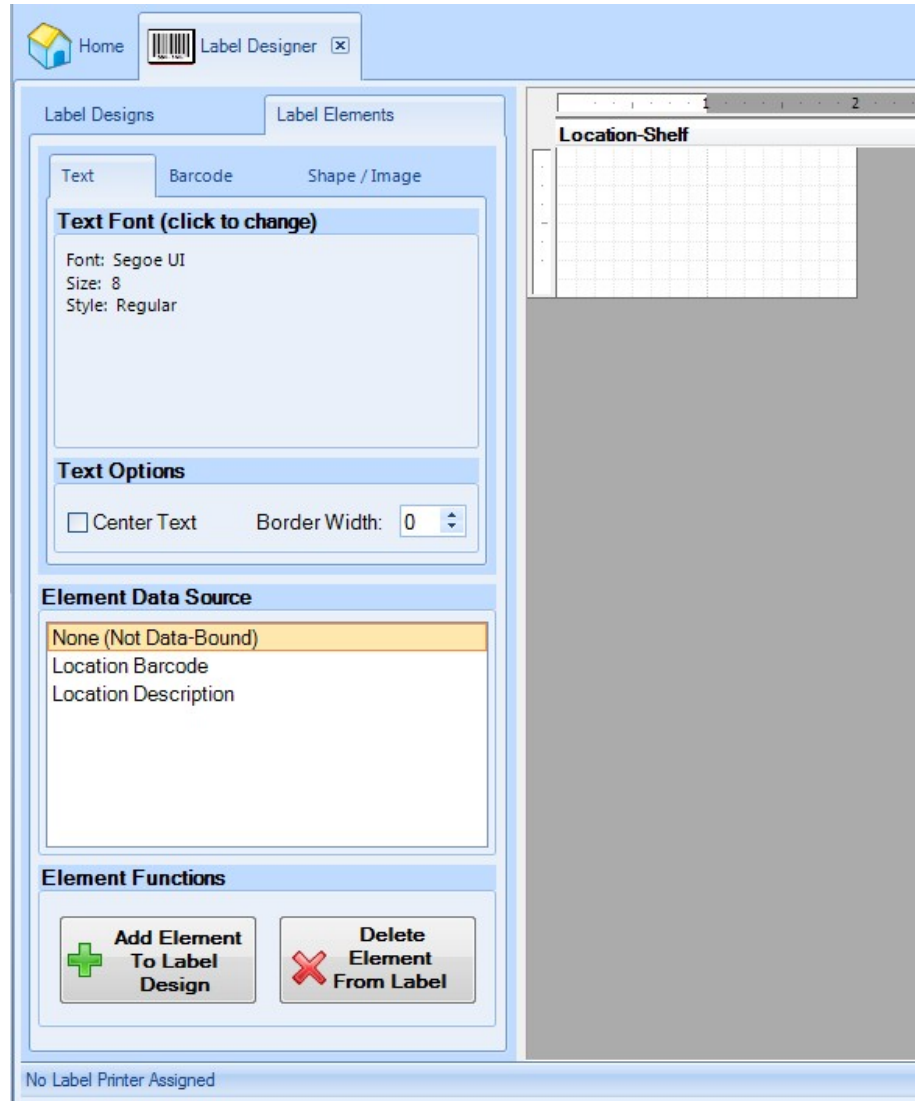 Home
Label Designer
Label Designs
Label Elements
1
2
Location-Shelf
Text
Barcode
Shape / Image
Text Font (click to change)
Font: Segoe UI
Size: 8
Style: Regular
Text Options
Center Text
Border Width: 0
Element Data Source
None (Not Data-Bound)
Location Barcode
Location Description
Element Functions
Add Element
To Label
Design
Delete
Element
From Label
No Label Printer Assigned